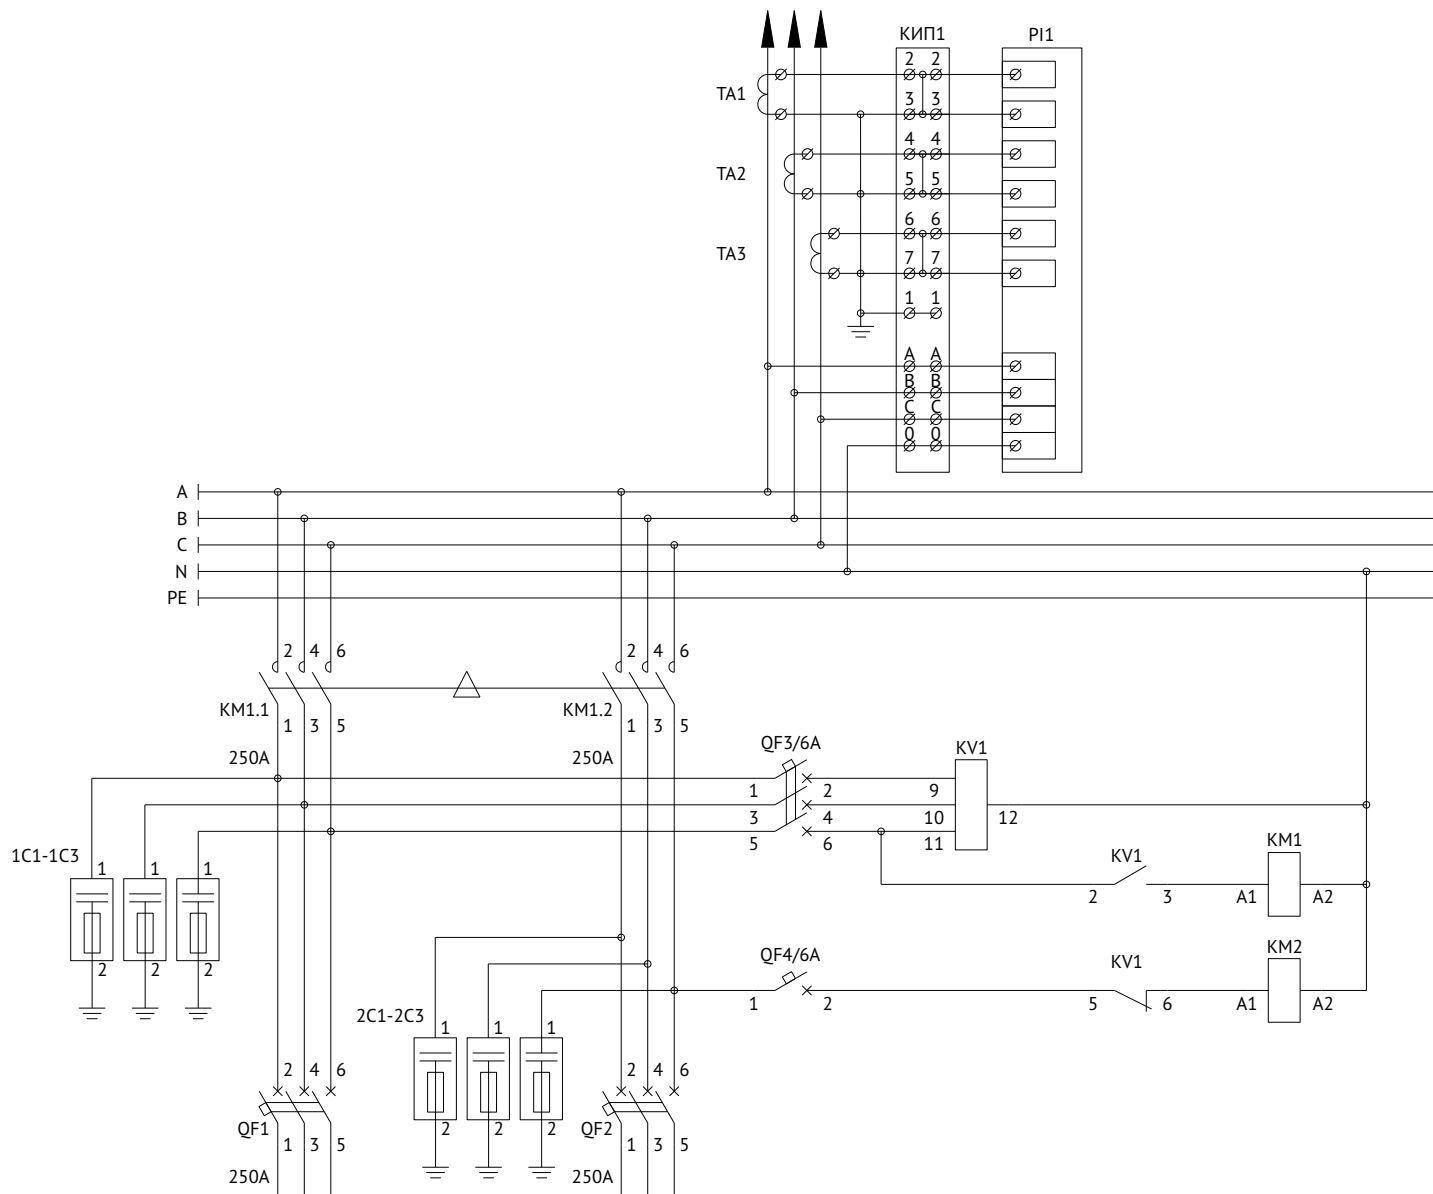 КИП1 PI1
2 2
TA1
3 3
4 4
TA2
5 5
6 6
TA3
7 7
1 1
A A
B B
C C
0 0
A
B
C
N
PE
2 4 6 2 4 6
KM1.1 KM1.2
1 3 5 1 3 5
250A 250A
QF3/6A KV1
1 2 9
3 4 10 12
5 6 11
1C1-1C3
1 1 1
KV1 KM1
2 3 A1 A2
2 2 2
QF4/6A KV1 KM2
1 2 5 6 A1 A2
2C1-2C3
1 1 1
2 4 6 2 4 6
QF1 QF2
2 2 2
1 3 5 1 3 5
250A 250A